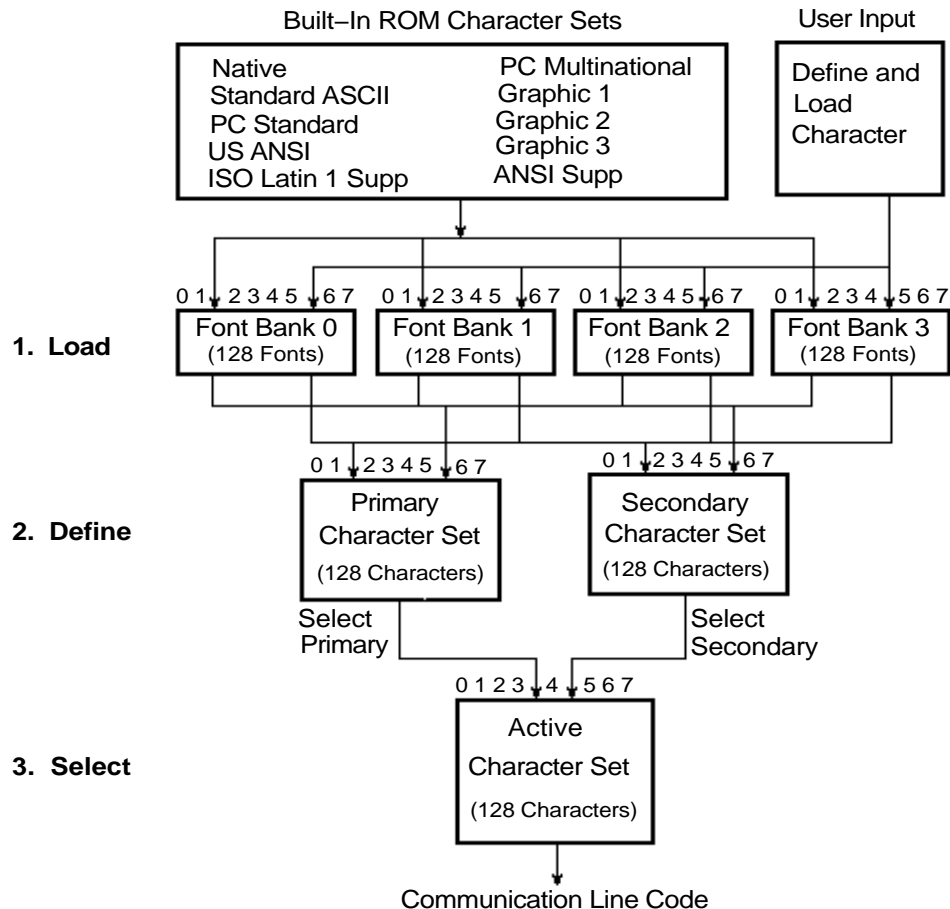 Built–In ROM Character Sets
User Input
Native
Standard ASCII
PC Standard
US ANSI
ISO Latin 1 Supp
PC Multinational
Graphic 1
Graphic 2
Graphic 3
ANSI Supp
Define and
Load
Character
0 1 2 3 4 5 6 7
0 1 2 3 4 5 6 7
0 1 2 3 4 5 6 7
0 1 2 3 4 5 6 7
1. Load
Font Bank 0
(128 Fonts)
Font Bank 1
(128 Fonts)
Font Bank 2
(128 Fonts)
Font Bank 3
(128 Fonts)
0 1 2 3 4 5 6 7
0 1 2 3 4 5 6 7
2. Define
Primary
Character Set
(128 Characters)
Secondary
Character Set
(128 Characters)
Select
Primary
Select
Secondary
0 1 2 3 4 5 6 7
3. Select
Active
Character Set
(128 Characters)
Communication Line Code